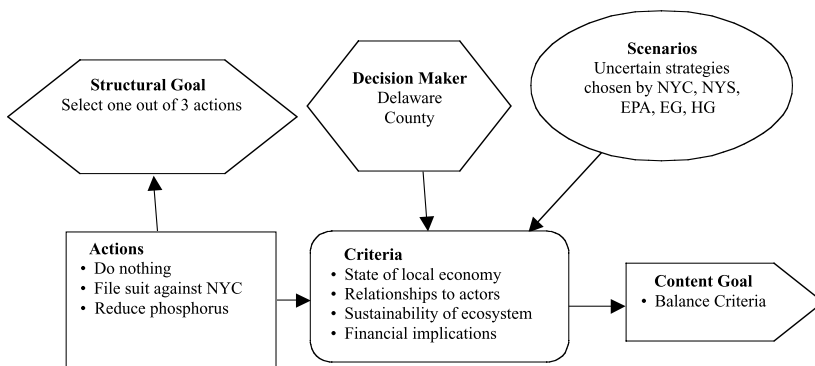 Structural Goal
Select one out of 3 actions
Decision Maker
Delaware
County
Scenarios
Uncertain strategies
chosen by NYC, NYS,
EPA, EG, HG
Actions
• Do nothing
• File suit against NYC
• Reduce phosphorus
Criteria
• State of local economy
• Relationships to actors
• Sustainability of ecosystem
• Financial implications
Content Goal
• Balance Criteria